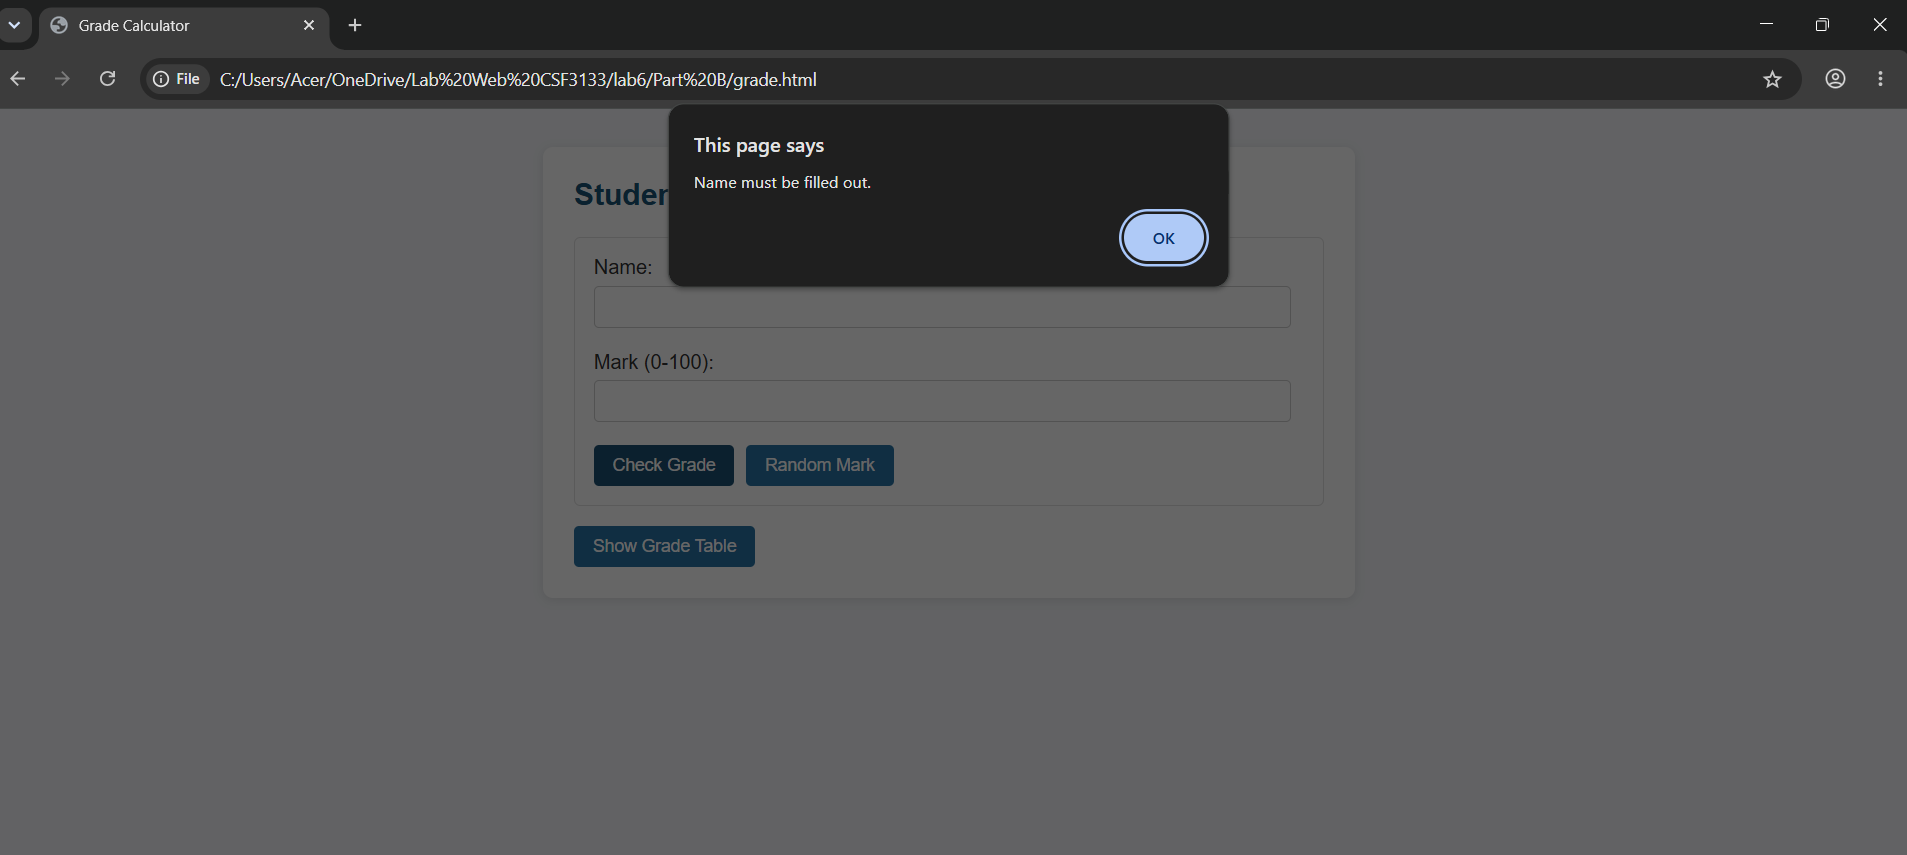 Grade Calculator
File C:/Users/Acer/OneDrive/Lab%20Web%20CSF3133/lab6/Part%20B/grade.html
This page says
Name must be filled out.
OK
Name:
Mark (0-100):
Check Grade Random Mark
Show Grade Table